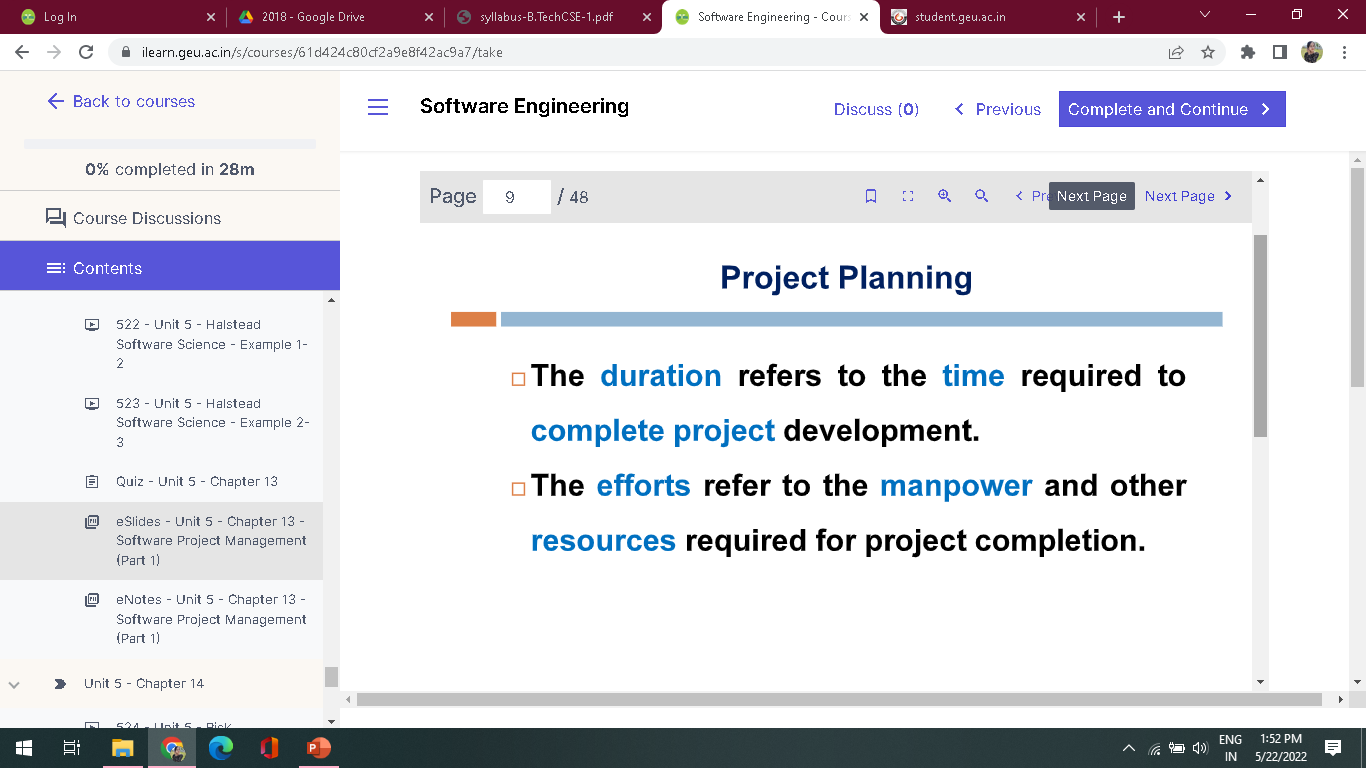 Log In
2018 - Google Drive
syllabus-B.TechCSE-1.pdf
Software Engineering - Cour
student.geu.ac.in
ilearn.geu.ac.in/s/courses/61d424c80cf2a9e8f42ac9a7/take
Back to courses
0% completed in 28m
Course Discussions
Contents
522 - Unit 5 - Halstead
Software Science - Example 1-
2
523 - Unit 5 - Halstead
Software Science - Example 2-
3
Quiz - Unit 5 - Chapter 13
eSlides - Unit 5 - Chapter 13 -
Software Project Management
(Part 1)
eNotes - Unit 5 - Chapter 13 -
Software Project Management
(Part 1)
Unit 5 - Chapter 14
524 - Unit 5 - Risk
Software Engineering
Discuss (0)
Previous
Complete and Continue
Page 9 / 48
Pre
Next Page
Next Page
Project Planning
The duration refers to the time required to
complete project development.
The efforts refer to the manpower and other
resources required for project completion.
ENG
IN
1:52 PM
5/22/2022